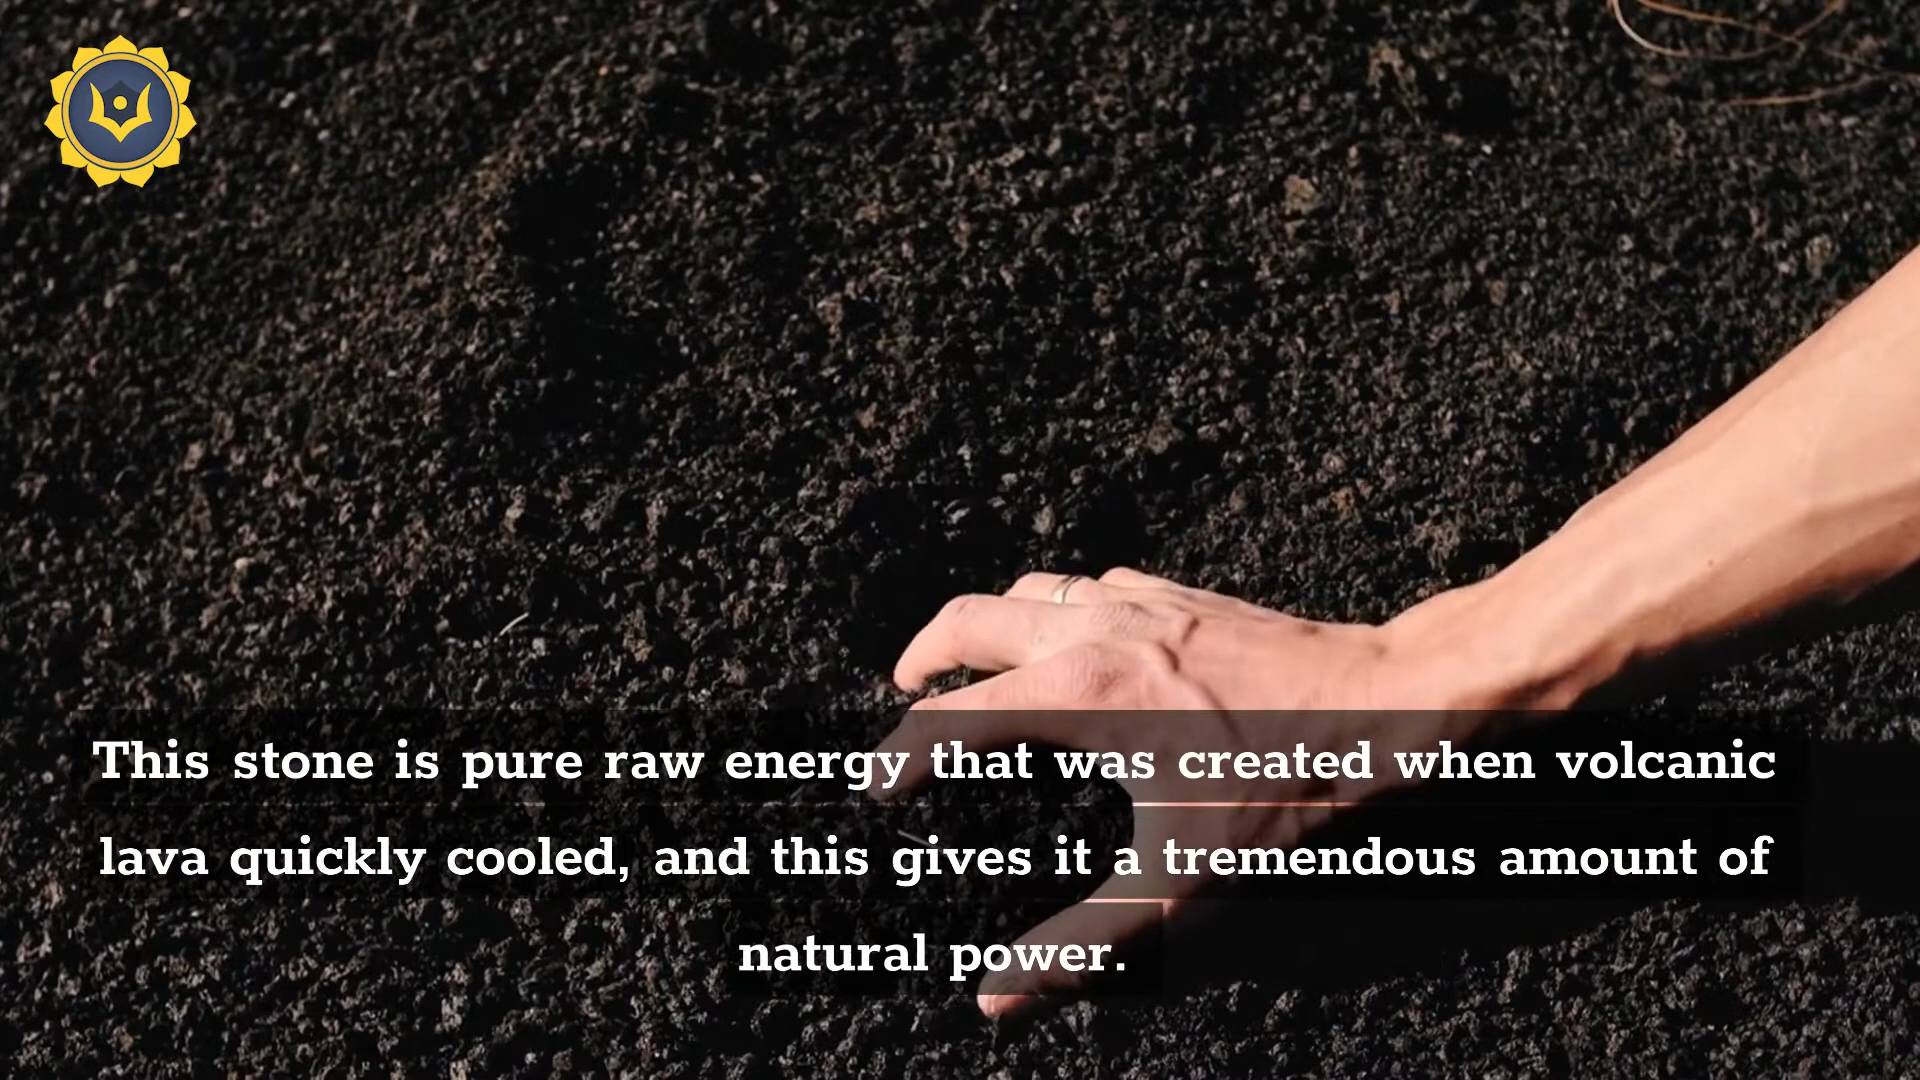 This stone is pure raw energy that was created when volcanic
lava quickly cooled, and this gives it a tremendous amount of
natural power.